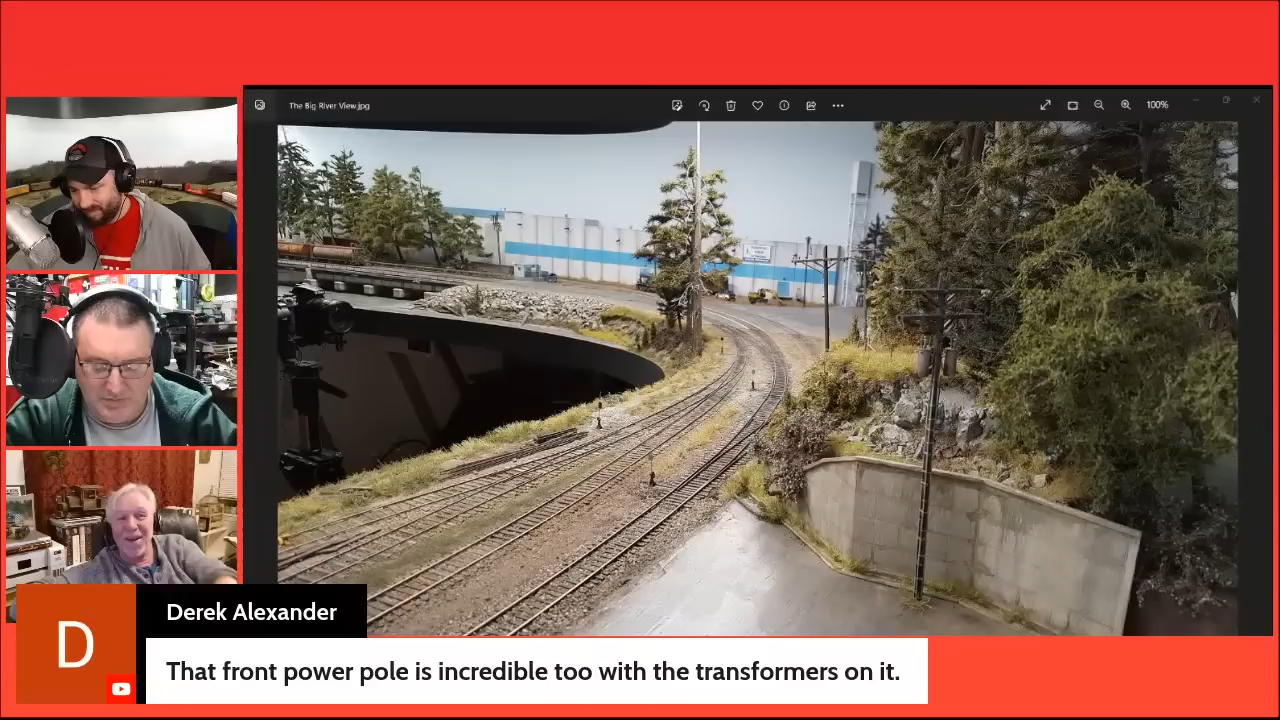 The Big River View.jpg
100%
D
Derek Alexander
That front power pole is incredible too with the transformers on it.